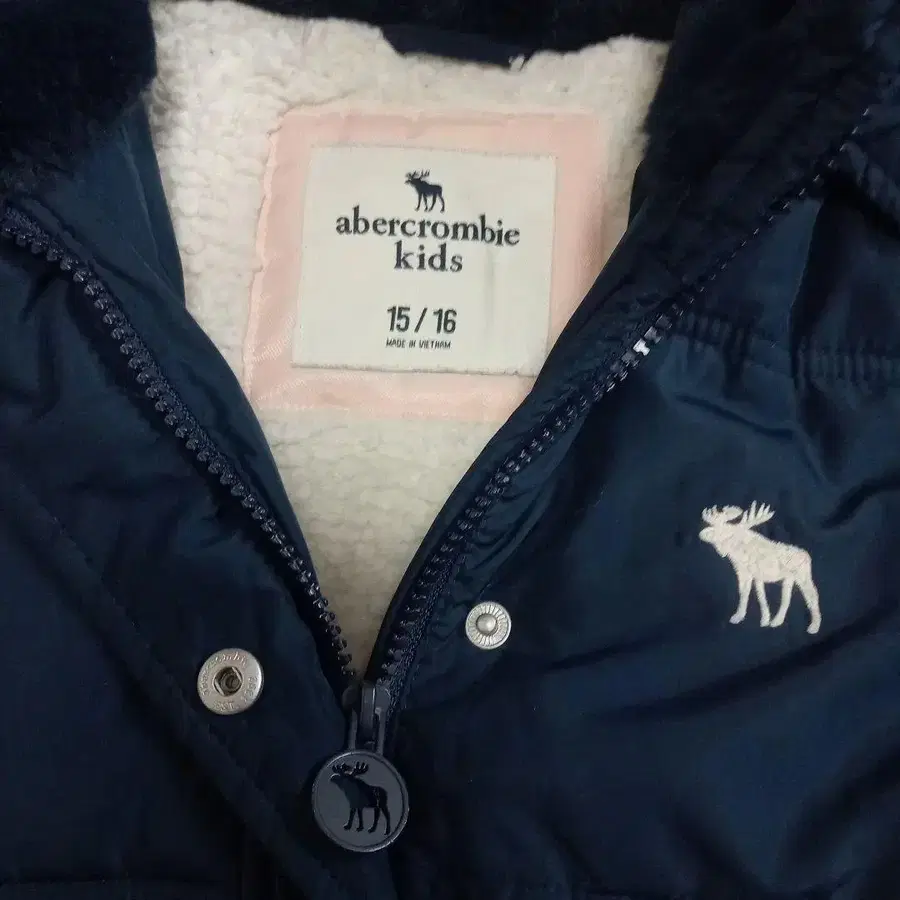 abercrombie
kids
15 / 16
MADE IN VIETNAM